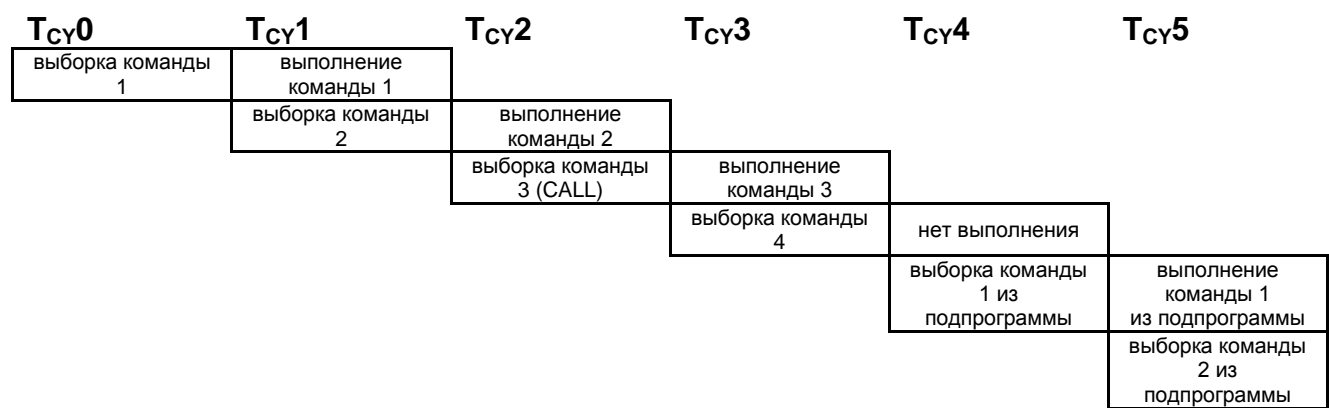 TCY0 TCY1 TCY2 TCY3 TCY4 TCY5
выборка команды
1
выполнение
команды 1
выборка команды
2
выполнение
команды 2
выборка команды
3 (CALL)
выполнение
команды 3
выборка команды
4
нет выполнения
выборка команды
1 из
подпрограммы
выполнение
команды 1
из подпрограммы
выборка команды
2 из
подпрограммы